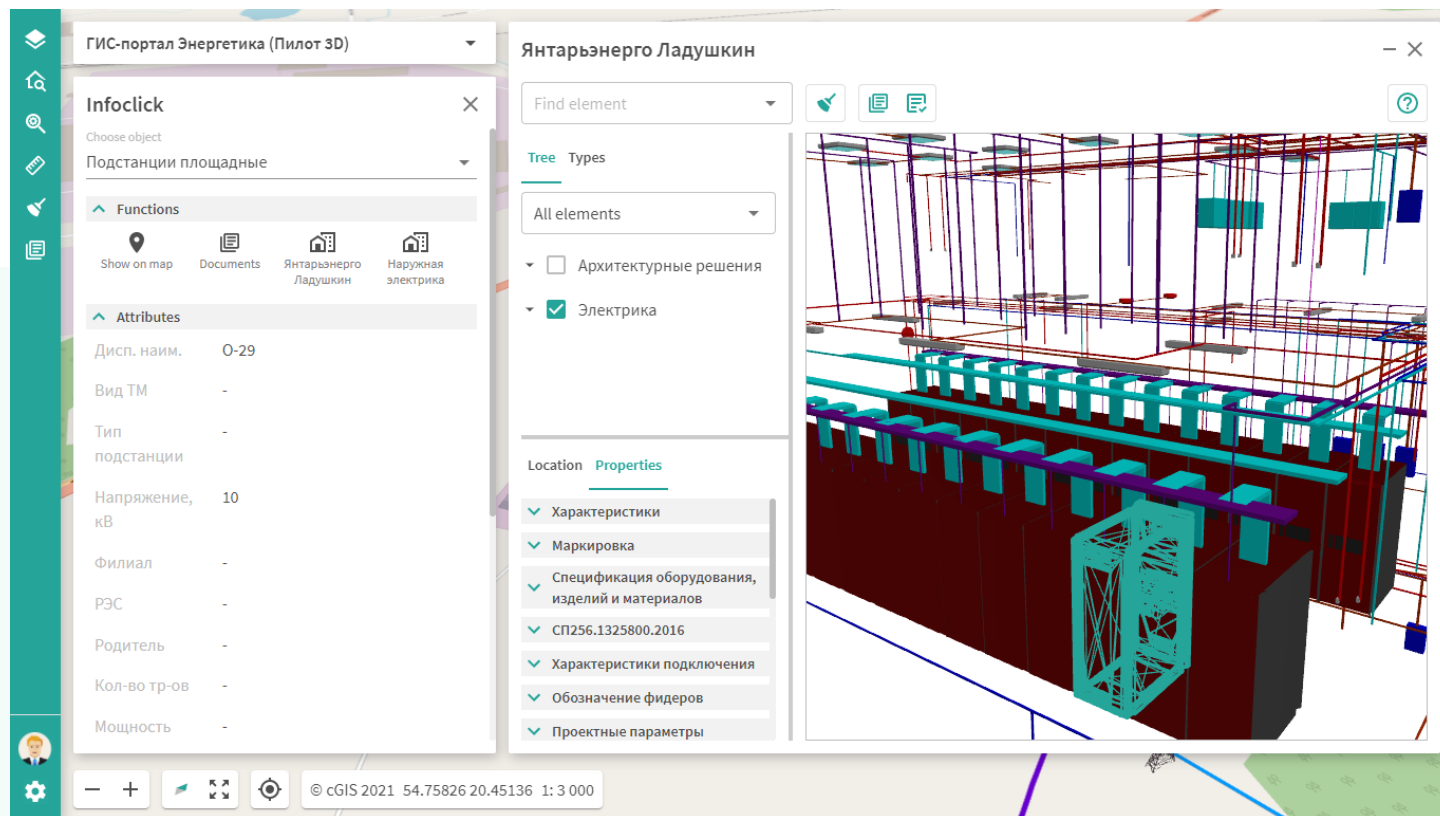 ГИС-портал Энергетика (Пилот 3D)
Infoclick
Choose object
Подстанции площадные
Functions
Show on map
Documents
Янтарьэнерго
Ладушкин
Наружная
электрика
Attributes
Дисп. наим. О-29
Вид ТМ -
Тип
подстанции -
Напряжение,
кВ 10
Филиал -
РЭС -
Родитель -
Кол-во тр-ов -
Мощность -
Янтарьэнерго Ладушкин
Find element
Tree Types
All elements
Архитектурные решения
Электрика
Location Properties
Характеристики
Маркировка
Спецификация оборудования,
изделий и материалов
СП256.1325800.2016
Характеристики подключения
Обозначение фидеров
Проектные параметры
© cGIS 2021 54.75826 20.45136 1: 3 000